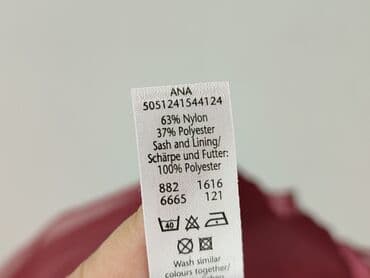 ANA
5051241544124
63% Nylon
37% Polyester
Sash and Lining/
Schärpe und Futter:
100% Polyester
882 1616
6665 121
40
Wash similar
colours together/